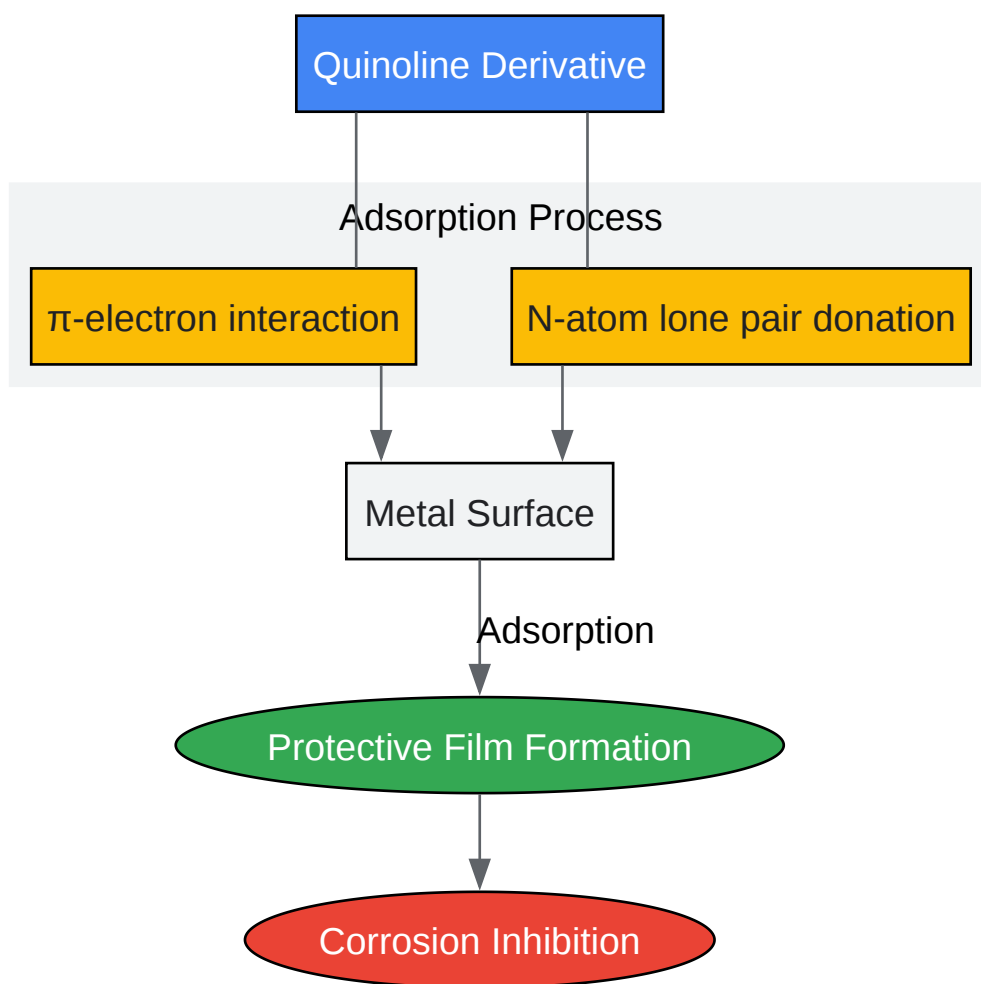 Quinoline Derivative
Adsorption Process
π-electron interaction
N-atom lone pair donation
Metal Surface
Adsorption
Protective Film Formation
Corrosion Inhibition